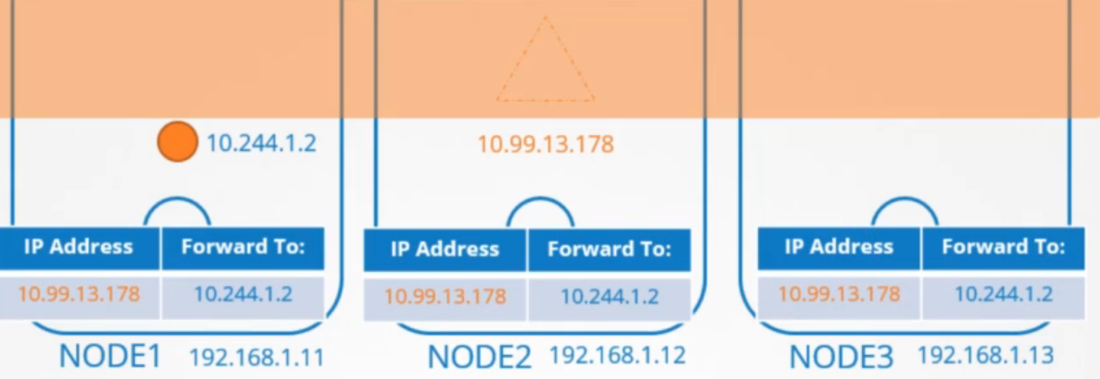 10.244.1.2
10.99.13.178
IP Address Forward To:
10.99.13.178 10.244.1.2
NODE1 192.168.1.11
IP Address Forward To:
10.99.13.178 10.244.1.2
NODE2 192.168.1.12
IP Address Forward To:
10.99.13.178 10.244.1.2
NODE3 192.168.1.13